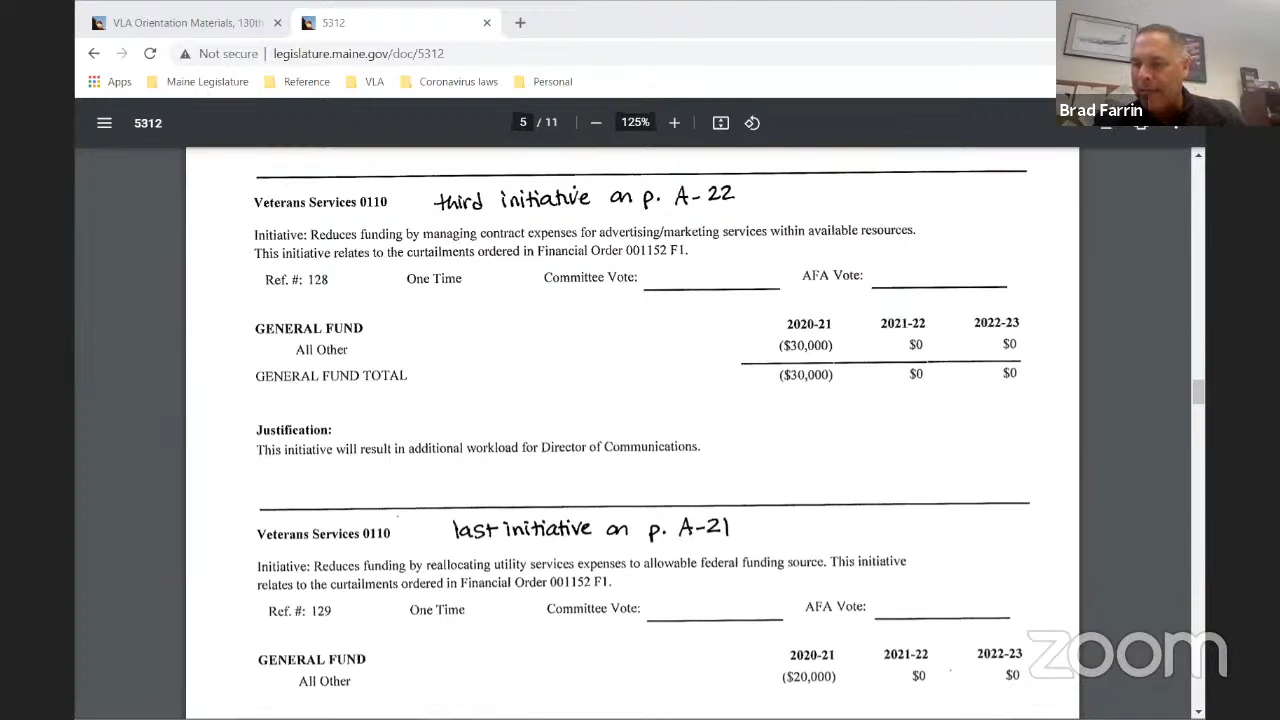 VLA Orientation Materials, 130th
5312
Not secure | legislature.maine.gov/doc/5312
Apps Maine Legislature Reference VLA Coronavirus laws Personal
Brad Farrin
5312 5 / 11 125%
Veterans Services 0110 third initiative on p. A-22
Initiative: Reduces funding by managing contract expenses for advertising/marketing services within available resources.
This initiative relates to the curtailments ordered in Financial Order 001152 F1.
Ref. #: 128 One Time Committee Vote: AFA Vote:
GENERAL FUND 2020-21 2021-22 2022-23
All Other ($30,000) $0 $0
GENERAL FUND TOTAL ($30,000) $0 $0
Justification:
This initiative will result in additional workload for Director of Communications.
Veterans Services 0110 last initiative on p. A-21
Initiative: Reduces funding by reallocating utility services expenses to allowable federal funding source. This initiative
relates to the curtailments ordered in Financial Order 001152 F1.
Ref. #: 129 One Time Committee Vote: AFA Vote:
GENERAL FUND 2020-21 2021-22 2022-23
All Other ($20,000) $0 $0
zoom